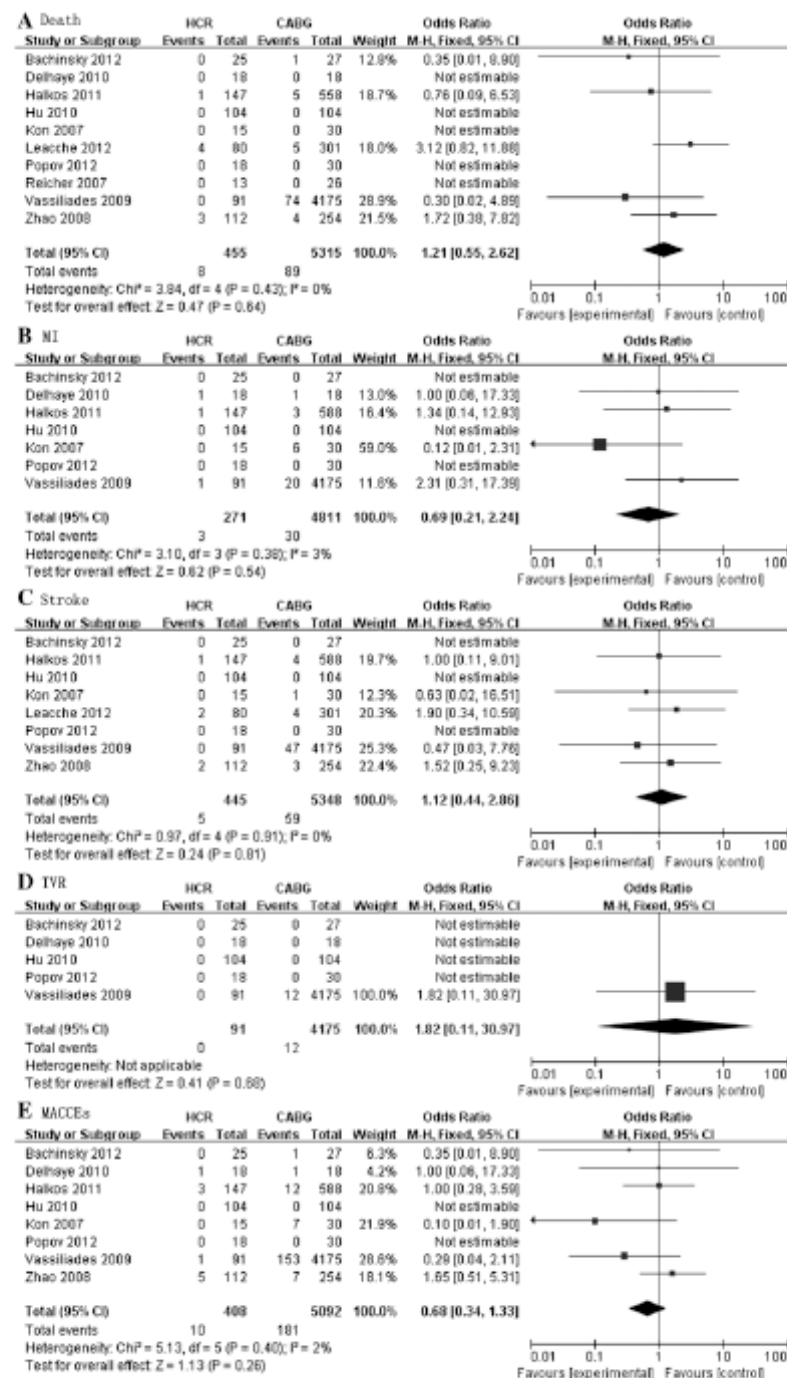 A Death
HCR CABG Odds Ratio Odds Ratio
Study or Subgroup Events Total Events Total Weight M-H, Fixed, 95% CI M-H, Fixed, 95% CI
Bachinsky 2012 0 25 1 27 12.8% 0.35 [0.01, 8.90]
Delhaye 2010 0 18 0 18 Not estimable
Halkos 2011 1 147 5 558 18.7% 0.76 [0.09, 6.53]
Hu 2010 0 104 0 104 Not estimable
Kon 2007 0 15 0 30 Not estimable
Leacche 2012 4 80 5 301 18.0% 3.12 [0.82, 11.88]
Popov 2012 0 18 0 30 Not estimable
Reicher 2007 0 13 0 26 Not estimable
Vassiliades 2009 0 91 74 4175 28.9% 0.30 [0.02, 4.89]
Zhao 2008 3 112 4 254 21.5% 1.72 [0.38, 7.82]
Total (95% CI) 455 5315 100.0% 1.21 [0.55, 2.62]
Total events 8 89
Heterogeneity: Chi² = 3.84, df = 4 (P = 0.43); I² = 0%
Test for overall effect: Z = 0.47 (P = 0.64)
0.01 0.1 1 10 100
Favours [experimental] Favours [control]
B MI
HCR CABG Odds Ratio Odds Ratio
Study or Subgroup Events Total Events Total Weight M-H, Fixed, 95% CI M-H, Fixed, 95% CI
Bachinsky 2012 0 25 0 27 Not estimable
Delhaye 2010 1 18 1 18 13.0% 1.00 [0.06, 17.33]
Halkos 2011 1 147 3 588 16.4% 1.34 [0.14, 12.93]
Hu 2010 0 104 0 104 Not estimable
Kon 2007 0 15 6 30 59.0% 0.12 [0.01, 2.31]
Popov 2012 0 18 0 30 Not estimable
Vassiliades 2009 1 91 20 4175 11.6% 2.31 [0.31, 17.39]
Total (95% CI) 271 4811 100.0% 0.69 [0.21, 2.24]
Total events 3 30
Heterogeneity: Chi² = 3.10, df = 3 (P = 0.38); I² = 3%
Test for overall effect: Z = 0.62 (P = 0.54)
0.01 0.1 1 10 100
Favours [experimental] Favours [control]
C Stroke
HCR CABG Odds Ratio Odds Ratio
Study or Subgroup Events Total Events Total Weight M-H, Fixed, 95% CI M-H, Fixed, 95% CI
Bachinsky 2012 0 25 0 27 Not estimable
Halkos 2011 1 147 4 588 19.7% 1.00 [0.11, 9.01]
Hu 2010 0 104 0 104 Not estimable
Kon 2007 0 15 1 30 12.3% 0.63 [0.02, 16.51]
Leacche 2012 2 80 4 301 20.3% 1.90 [0.34, 10.59]
Popov 2012 0 18 0 30 Not estimable
Vassiliades 2009 0 91 47 4175 25.3% 0.47 [0.03, 7.76]
Zhao 2008 2 112 3 254 22.4% 1.52 [0.25, 9.23]
Total (95% CI) 445 5348 100.0% 1.12 [0.44, 2.86]
Total events 5 59
Heterogeneity: Chi² = 0.97, df = 4 (P = 0.91); I² = 0%
Test for overall effect: Z = 0.24 (P = 0.81)
0.01 0.1 1 10 100
Favours [experimental] Favours [control]
D TVR
HCR CABG Odds Ratio Odds Ratio
Study or Subgroup Events Total Events Total Weight M-H, Fixed, 95% CI M-H, Fixed, 95% CI
Bachinsky 2012 0 25 0 27 Not estimable
Delhaye 2010 0 18 0 18 Not estimable
Hu 2010 0 104 0 104 Not estimable
Popov 2012 0 18 0 30 Not estimable
Vassiliades 2009 0 91 12 4175 100.0% 1.82 [0.11, 30.97]
Total (95% CI) 91 4175 100.0% 1.82 [0.11, 30.97]
Total events 0 12
Heterogeneity: Not applicable
Test for overall effect: Z = 0.41 (P = 0.68)
0.01 0.1 1 10 100
Favours [experimental] Favours [control]
E MACCEs
HCR CABG Odds Ratio Odds Ratio
Study or Subgroup Events Total Events Total Weight M-H, Fixed, 95% CI M-H, Fixed, 95% CI
Bachinsky 2012 0 25 1 27 6.3% 0.35 [0.01, 8.90]
Delhaye 2010 1 18 1 18 4.2% 1.00 [0.06, 17.33]
Halkos 2011 3 147 12 588 20.8% 1.00 [0.28, 3.59]
Hu 2010 0 104 0 104 Not estimable
Kon 2007 0 15 7 30 21.9% 0.10 [0.01, 1.90]
Popov 2012 0 18 0 30 Not estimable
Vassiliades 2009 1 91 153 4175 28.6% 0.29 [0.04, 2.11]
Zhao 2008 5 112 7 254 18.1% 1.65 [0.51, 5.31]
Total (95% CI) 408 5092 100.0% 0.68 [0.34, 1.33]
Total events 10 181
Heterogeneity: Chi² = 5.13, df = 5 (P = 0.40); I² = 2%
Test for overall effect: Z = 1.13 (P = 0.26)
0.01 0.1 1 10 100
Favours [experimental] Favours [control]